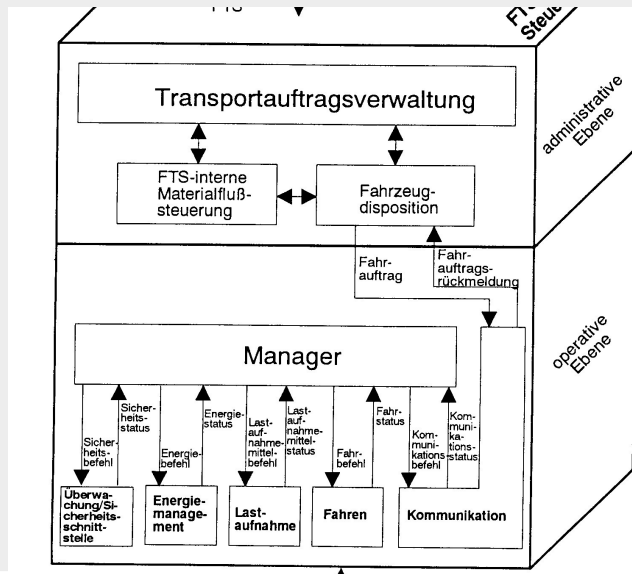 FTS
FTS
Steue
Transportauftragsverwaltung
administrative
Ebene
FTS-interne
Materialfluß-
steuerung
Fahrzeug-
disposition
Fahr-
auftrag
Fahr-
auftrags-
rückmeldung
operative
Ebene
Manager
Sicher-
heits-
befehl
Sicher-
heits-
status
Energie-
befehl
Energie-
status
Last-
auf-
nahme-
mittel-
befehl
Last-
auf-
nahme-
mittel-
status
Fahr-
befehl
Fahr-
status
Kom-
muni-
kations-
befehl
Kom-
muni-
ka-
tions-
status
Überwa-
chung/Si-
cherheits-
schnitt-
stelle
Energie-
manage-
ment
Last-
aufnahme
Fahren
Kommunikation